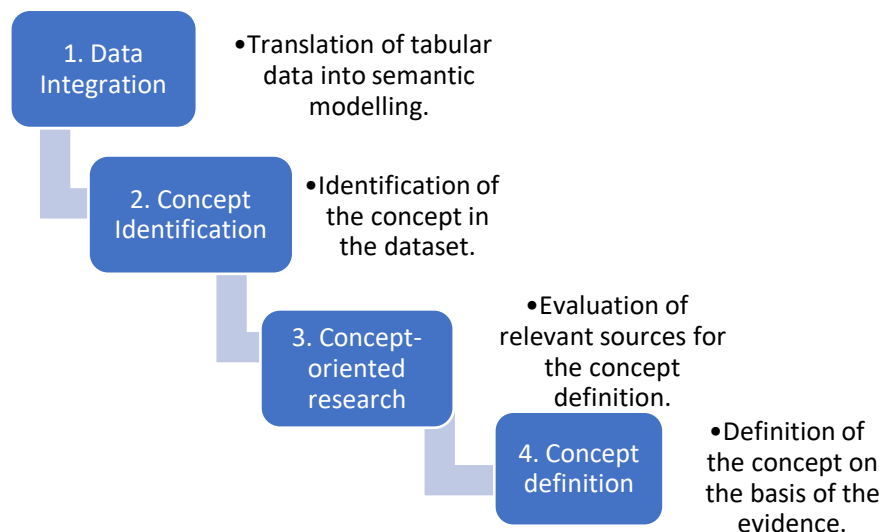 1. Data
Integration
•Translation of tabular
data into semantic
modelling.
2. Concept
Identification
•Identification of
the concept in
the dataset.
3. Concept-
oriented
research
•Evaluation of
relevant sources for
the concept
definition.
4. Concept
definition
•Definition of
the concept on
the basis of the
evidence.